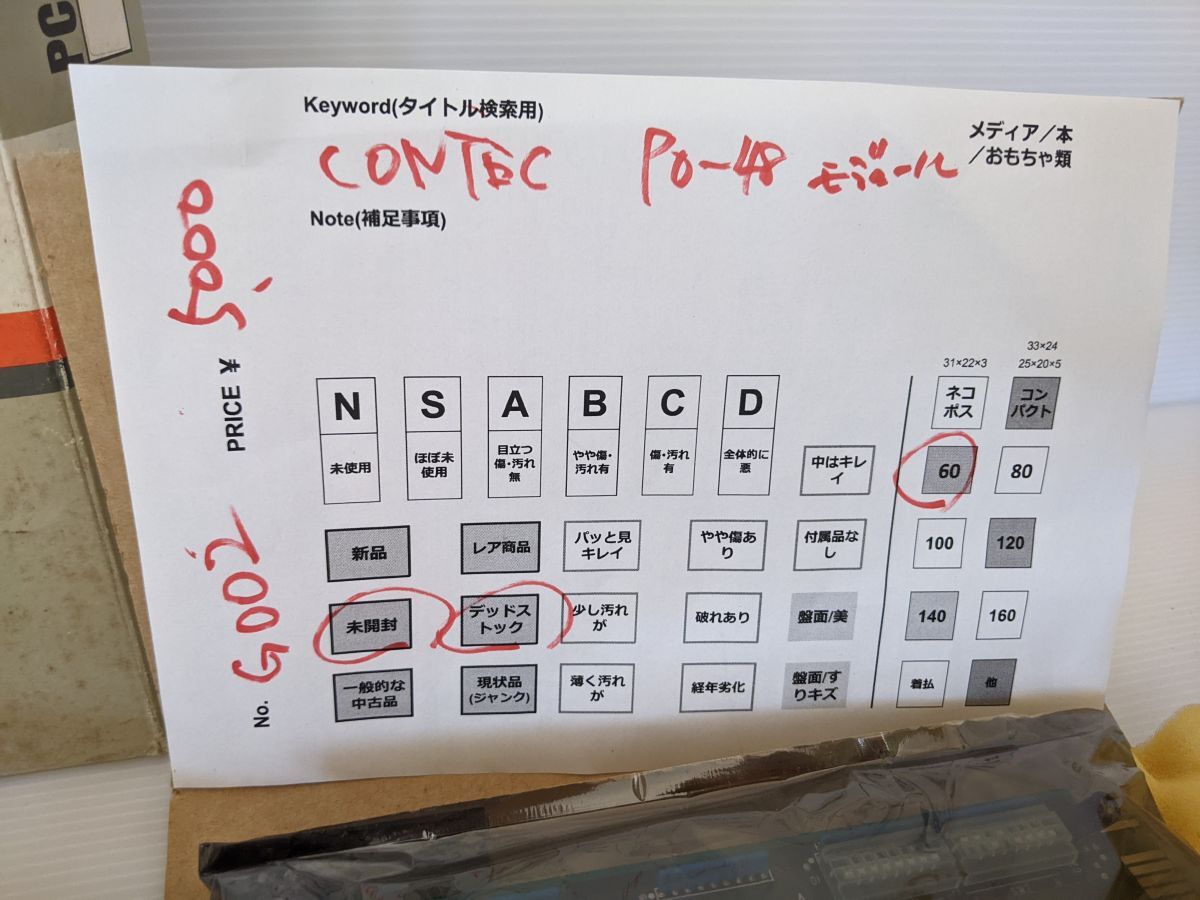 PC
Keyword(タイトル検索用)
メディア/本
/おもちゃ類
CONTEC PO-48 モジュール
Note(補足事項)
PRICE ¥ 5,000
No. G002
33×24
31×22×3 25×20×5
N S A B C D
未使用
ほぼ未使用
目立つ傷・汚れ無
やや傷・汚れ有
傷・汚れ有
全体的に悪
中はキレイ
ネコポス コンパクト
60 80
新品 レア商品 パッと見キレイ やや傷あり 付属品なし 100 120
未開封 デッドストック 少し汚れが 破れあり 盤面/美 140 160
一般的な中古品 現状品(ジャンク) 薄く汚れが 経年劣化 盤面/すりキズ 着払 他